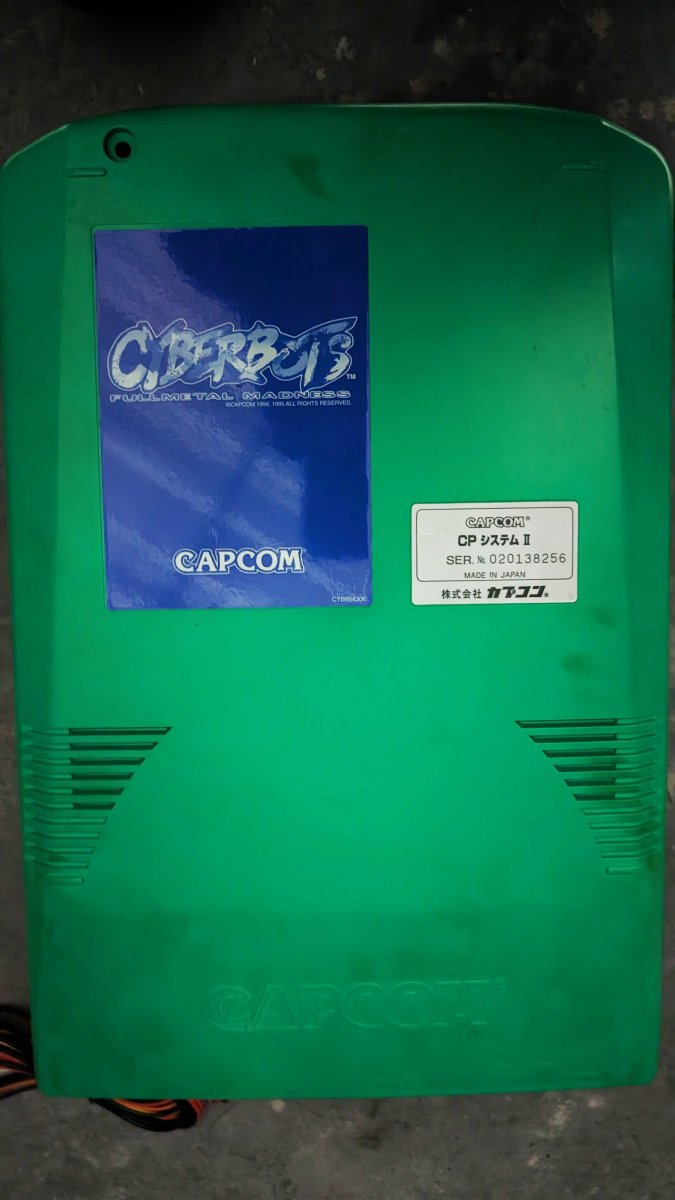 CYBERBOTS™
FULLMETAL MADNESS
©CAPCOM 1994, 1995 ALL RIGHTS RESERVED.
CAPCOM
CYB954306
CAPCOM®
CP システム II
SER. № 020138256
MADE IN JAPAN
株式会社 カプコン®
CAPCOM®